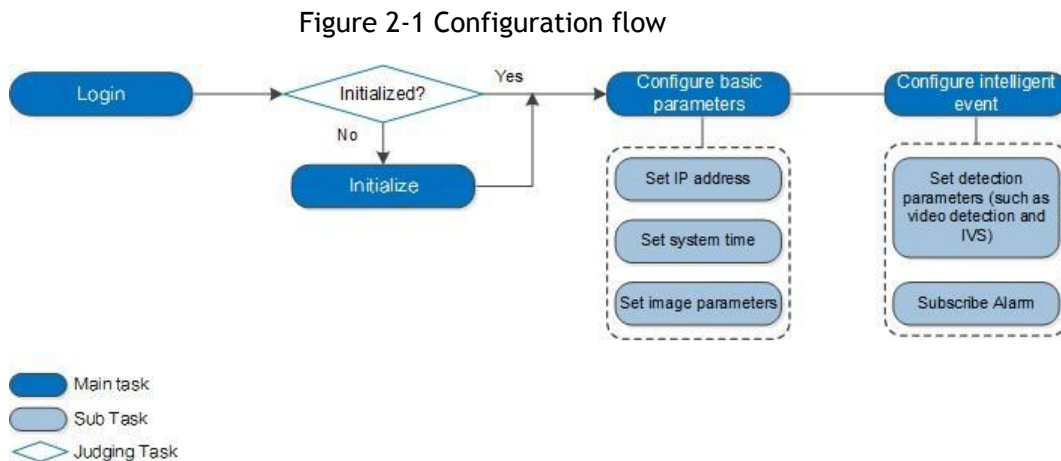 Figure 2-1 Configuration flow
Login
Initialized?
Yes
No
Initialize
Configure basic
parameters
Set IP address
Set system time
Set image parameters
Configure intelligent
event
Set detection
parameters (such as
video detection and
IVS)
Subscribe Alarm
Main task
Sub Task
Judging Task